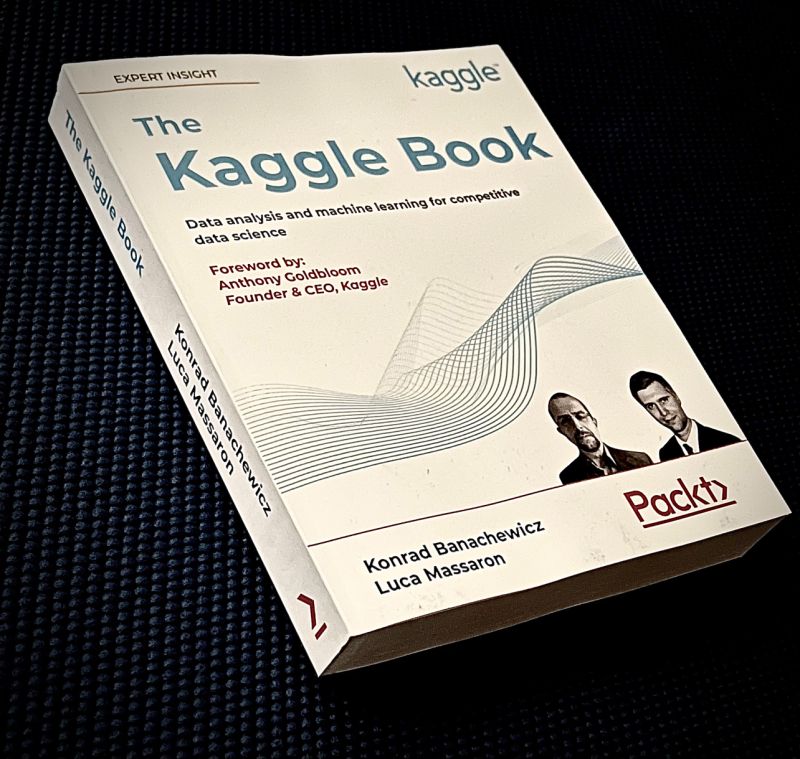 EXPERT INSIGHT
kaggle™
The
Kaggle Book
Data analysis and machine learning for competitive
data science
Foreword by:
Anthony Goldbloom
Founder & CEO, Kaggle
Packt
Konrad Banachewicz
Luca Massaron
The Kaggle Book
Konrad Banachewicz
Luca Massaron